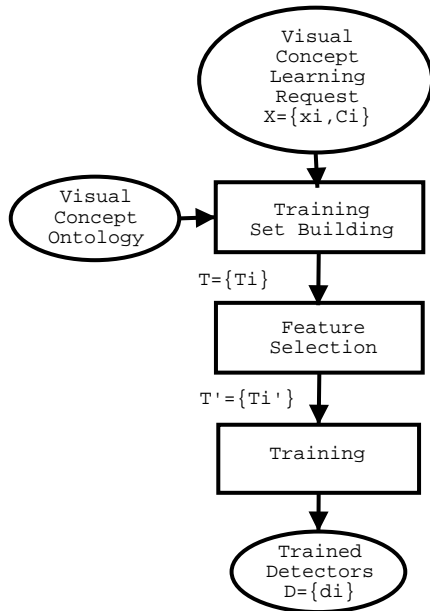 Visual
Concept
Learning
Request
X={xi,Ci}
Visual
Concept
Ontology
Training
Set Building
T={Ti}
Feature
Selection
T'={Ti'}
Training
Trained
Detectors
D={di}